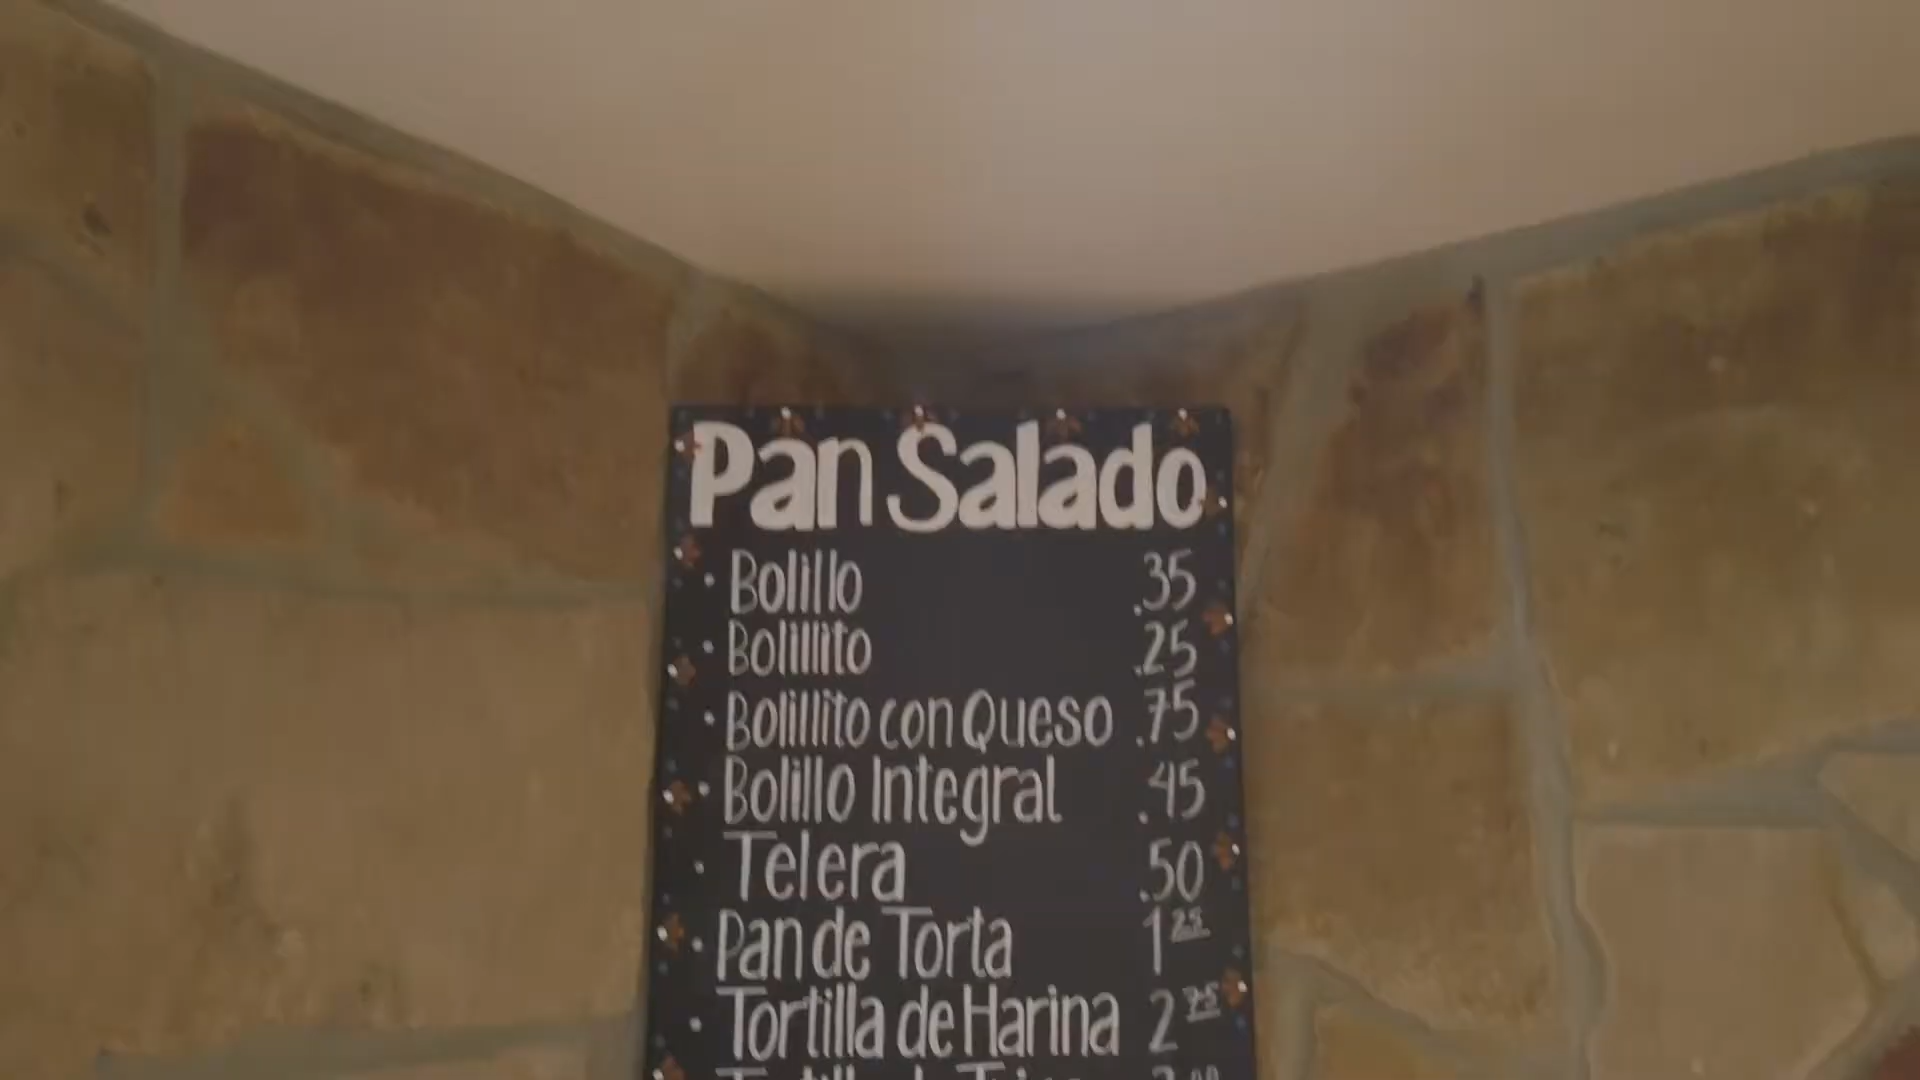 Pan Salado
• Bolillo .35
• Bolillito .25
• Bolillito con Queso .75
• Bolillo Integral .45
• Telera .50
• Pan de Torta 1 25
• Tortilla de Harina 2 75